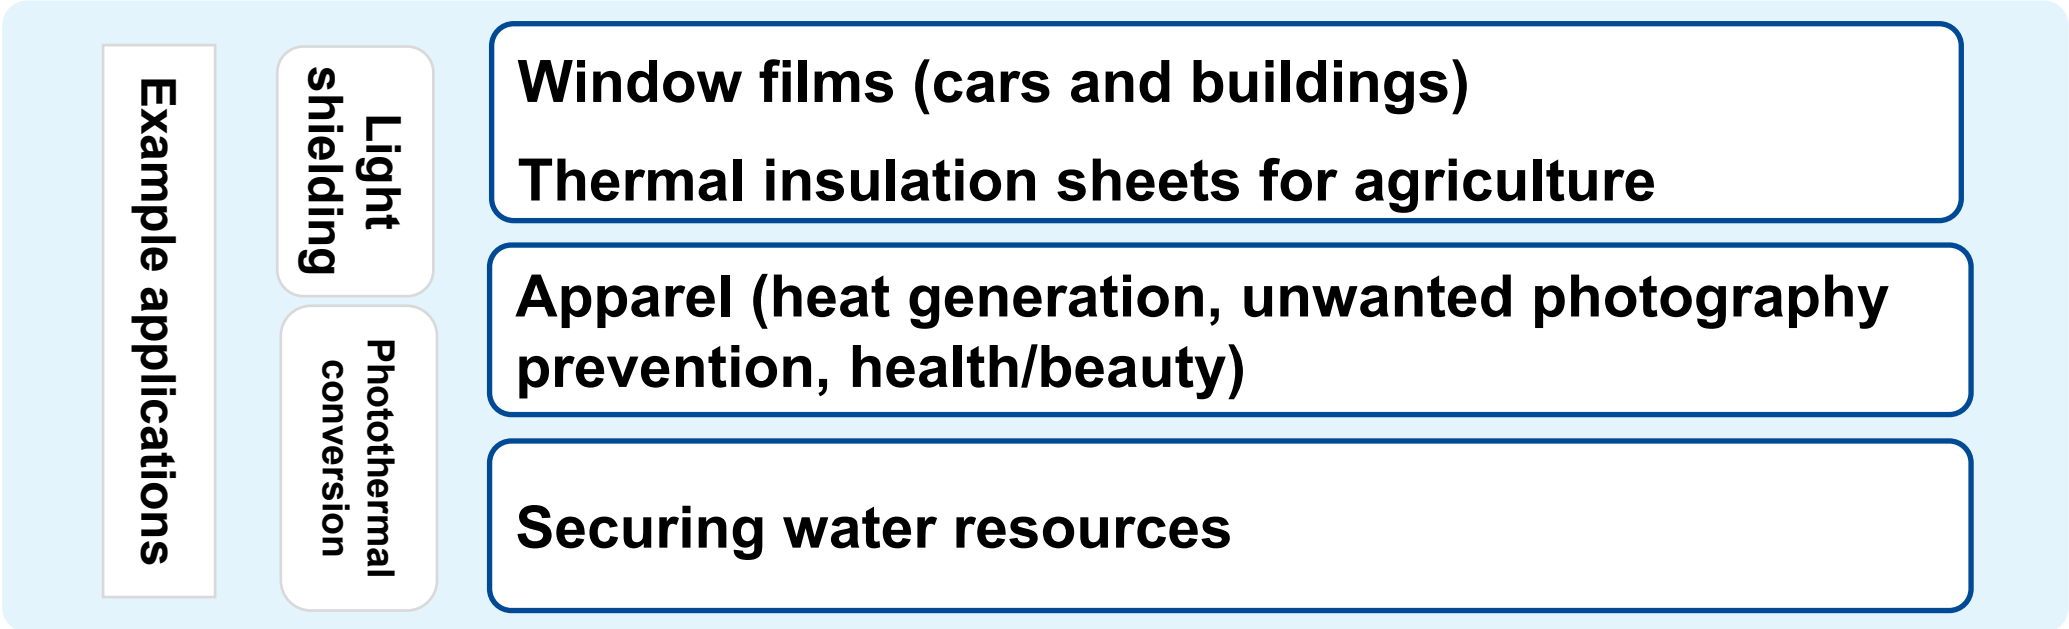 Example applications
Light
shielding
Window films (cars and buildings)
Thermal insulation sheets for agriculture
Photothermal
conversion
Apparel (heat generation, unwanted photography
prevention, health/beauty)
Securing water resources